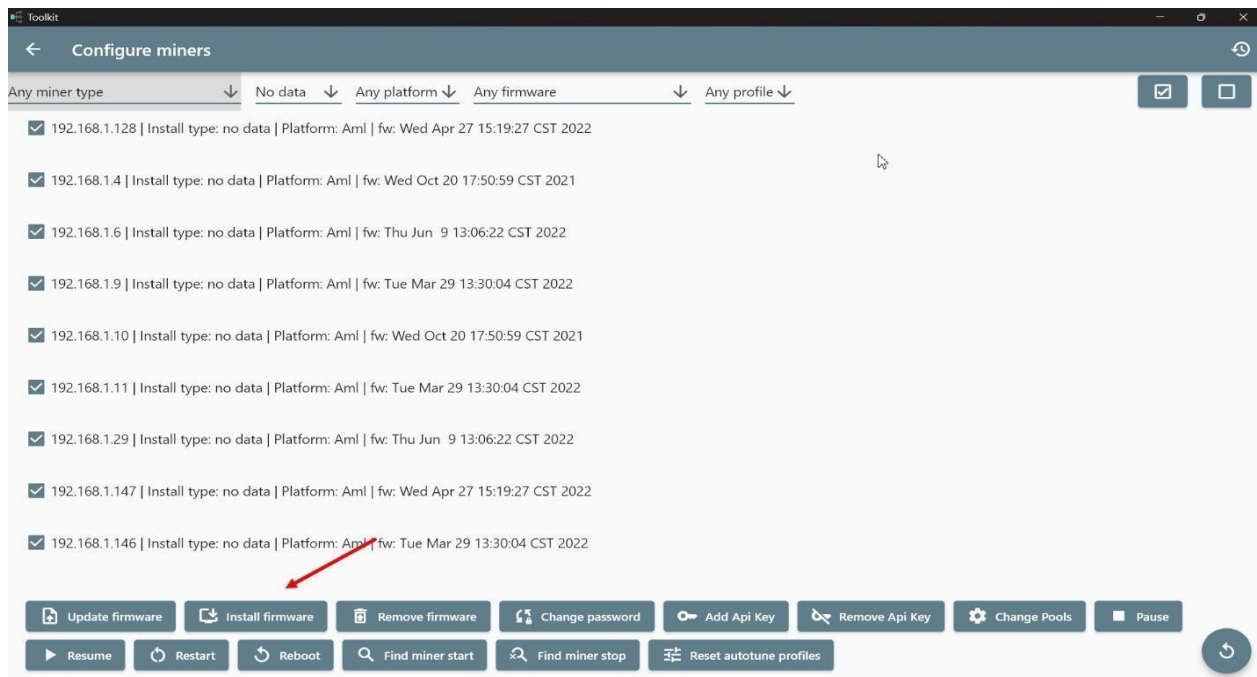 Toolkit
Configure miners
Any miner type No data Any platform Any firmware Any profile
192.168.1.128 | Install type: no data | Platform: Aml | fw: Wed Apr 27 15:19:27 CST 2022
192.168.1.4 | Install type: no data | Platform: Aml | fw: Wed Oct 20 17:50:59 CST 2021
192.168.1.6 | Install type: no data | Platform: Aml | fw: Thu Jun  9 13:06:22 CST 2022
192.168.1.9 | Install type: no data | Platform: Aml | fw: Tue Mar 29 13:30:04 CST 2022
192.168.1.10 | Install type: no data | Platform: Aml | fw: Wed Oct 20 17:50:59 CST 2021
192.168.1.11 | Install type: no data | Platform: Aml | fw: Tue Mar 29 13:30:04 CST 2022
192.168.1.29 | Install type: no data | Platform: Aml | fw: Thu Jun  9 13:06:22 CST 2022
192.168.1.147 | Install type: no data | Platform: Aml | fw: Wed Apr 27 15:19:27 CST 2022
192.168.1.146 | Install type: no data | Platform: Aml | fw: Tue Mar 29 13:30:04 CST 2022
Update firmware Install firmware Remove firmware Change password Add Api Key Remove Api Key Change Pools Pause
Resume Restart Reboot Find miner start Find miner stop Reset autotune profiles